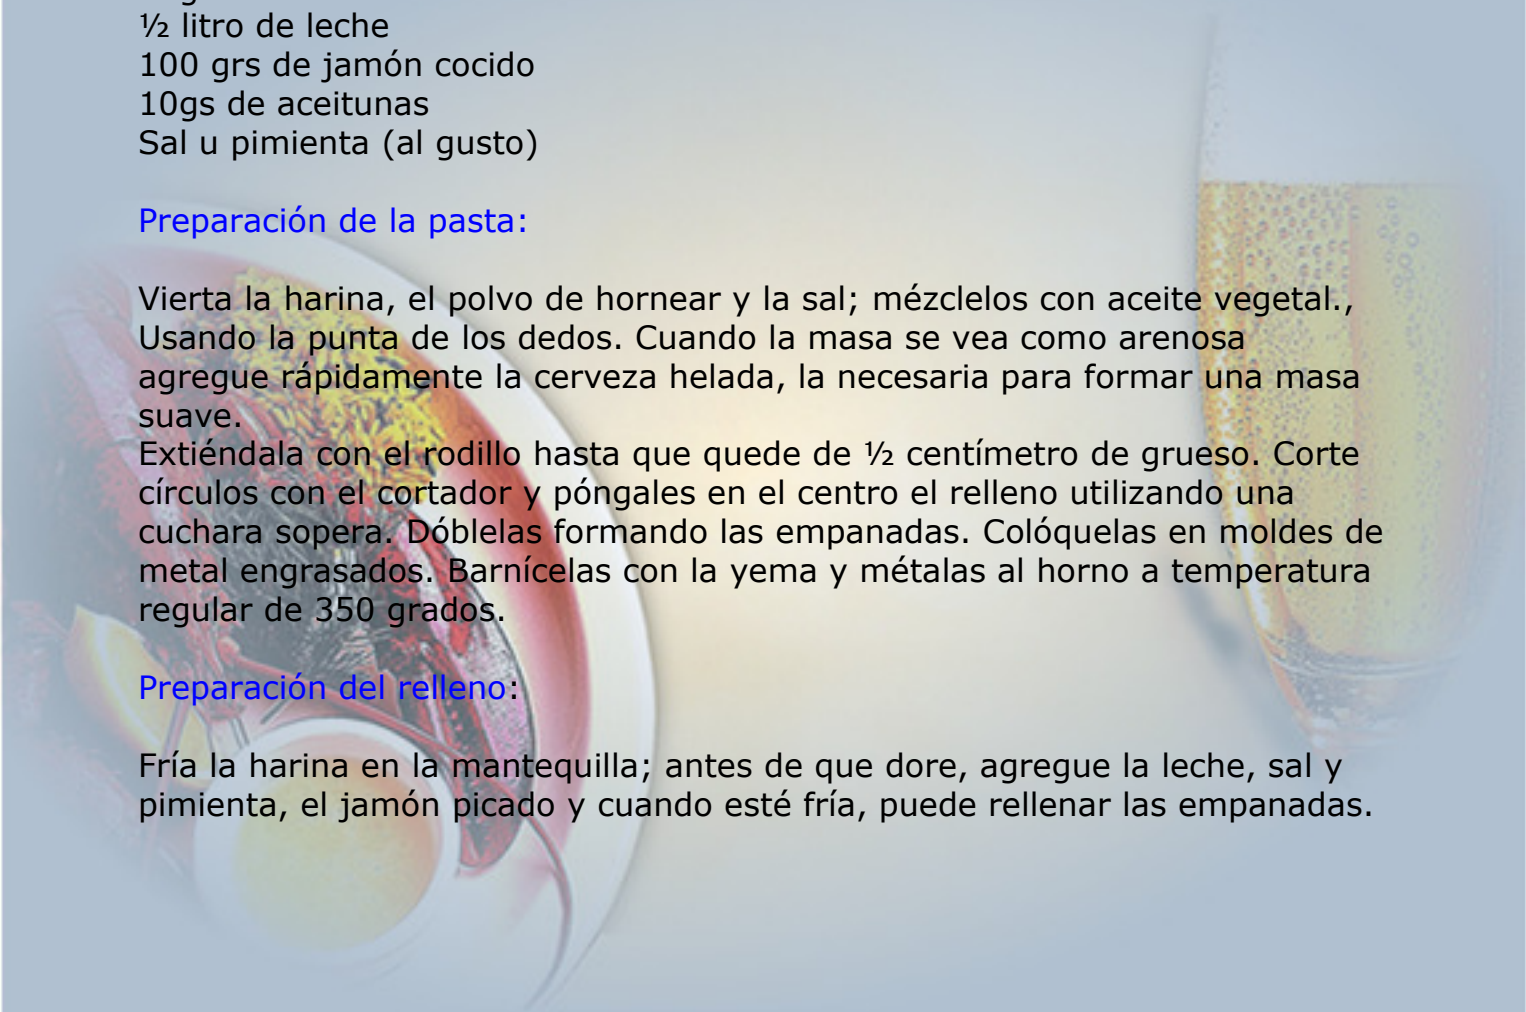 ½ litro de leche
100 grs de jamón cocido
10gs de aceitunas
Sal u pimienta (al gusto)
Preparación de la pasta:
Vierta la harina, el polvo de hornear y la sal; mézclelos con aceite vegetal.,
Usando la punta de los dedos. Cuando la masa se vea como arenosa
agregue rápidamente la cerveza helada, la necesaria para formar una masa
suave.
Extiéndala con el rodillo hasta que quede de ½ centímetro de grueso. Corte
círculos con el cortador y póngales en el centro el relleno utilizando una
cuchara sopera. Dóblelas formando las empanadas. Colóquelas en moldes de
metal engrasados. Barnícelas con la yema y métalas al horno a temperatura
regular de 350 grados.
Preparación del relleno:
Fría la harina en la mantequilla; antes de que dore, agregue la leche, sal y
pimienta, el jamón picado y cuando esté fría, puede rellenar las empanadas.